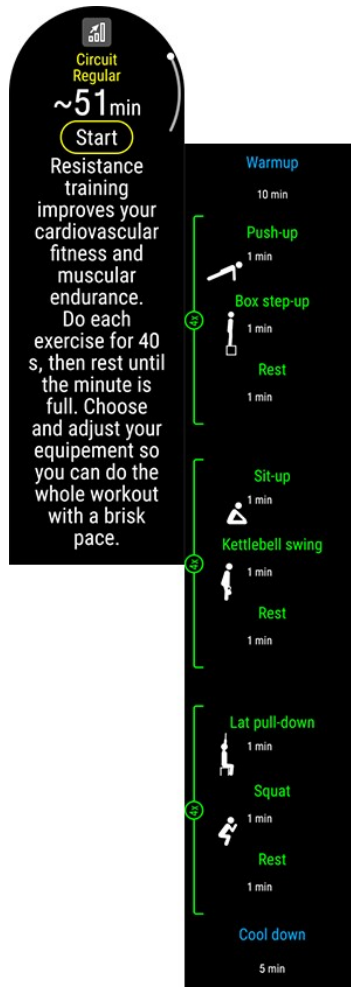 Circuit
Regular
~51min
Start
Resistance
training
improves your
cardiovascular
fitness and
muscular
endurance.
Do each
exercise for 40
s, then rest until
the minute is
full. Choose
and adjust your
equipement so
you can do the
whole workout
with a brisk
pace.
Warmup
10 min
Push-up
1 min
Box step-up
4x
1 min
Rest
1 min
Sit-up
1 min
Kettlebell swing
4x
1 min
Rest
1 min
Lat pull-down
1 min
Squat
4x
1 min
Rest
1 min
Cool down
5 min